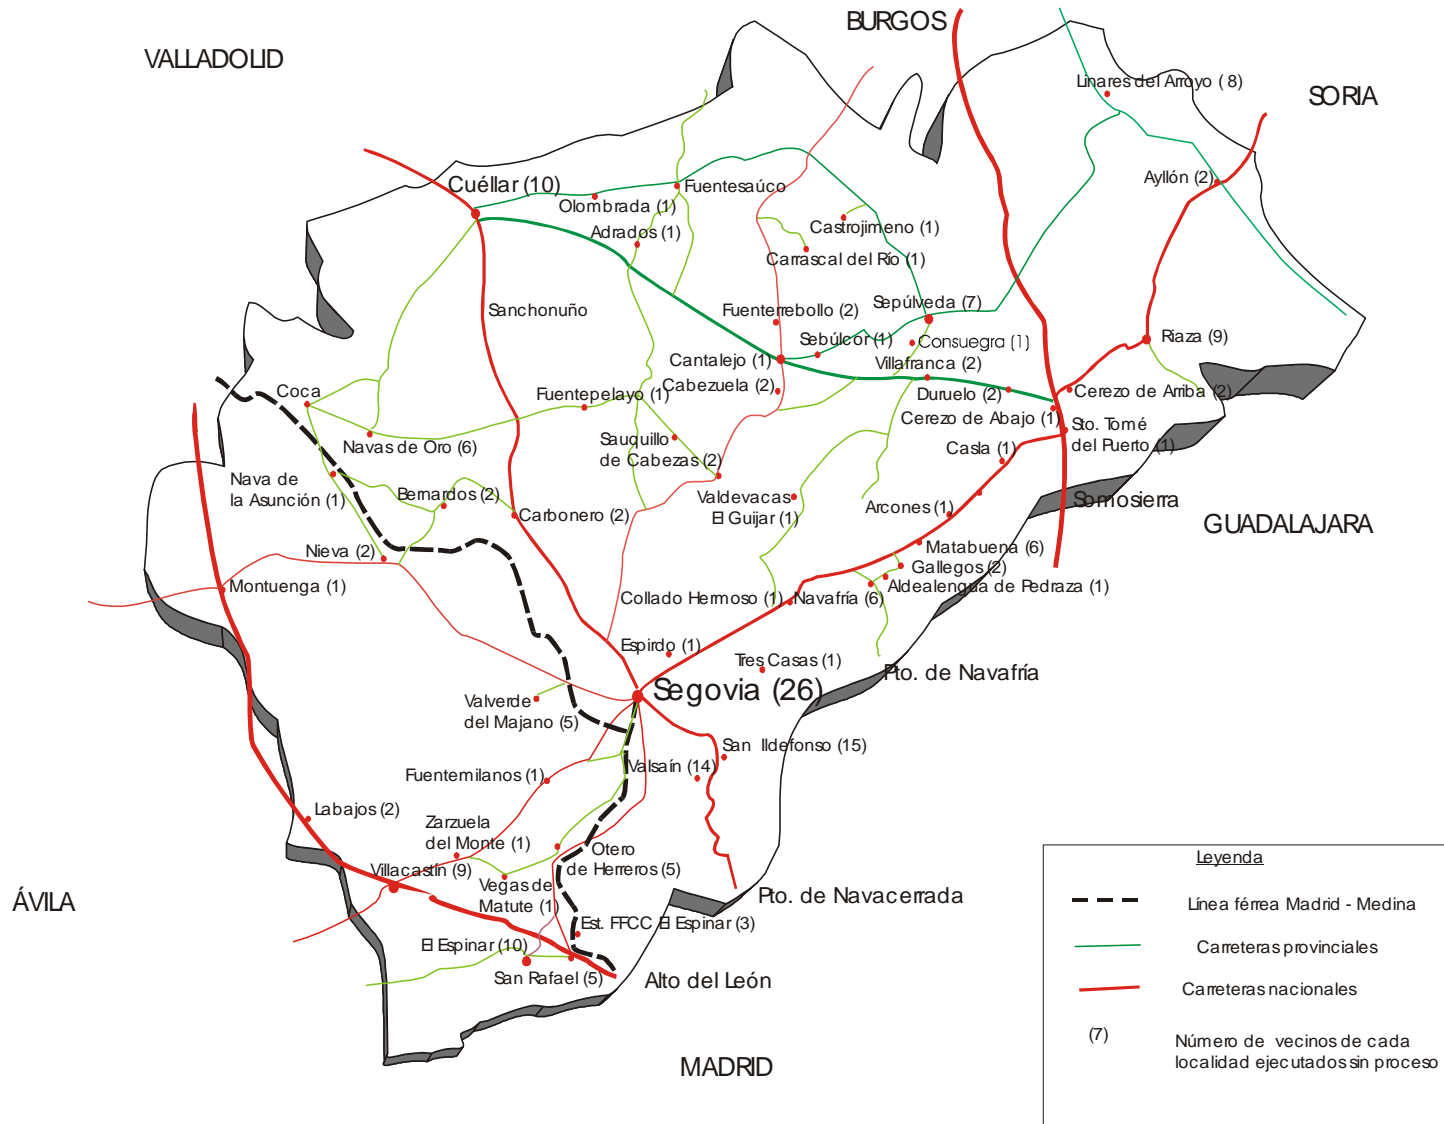 BURGOS
VALLADOLID
Linares del Arroyo ( 8)
SORIA
Ayllón (2)
Cuéllar (10)
Fuentesaúco
Olombrada (1)
Castrojimeno (1)
Adrados (1)
Carrascal del Río (1)
Sanchonuño
Fuenterrebollo (2)
Sepúlveda (7)
Sebúlcor (1)
Consuegra (1)
Riaza (9)
Cantalejo (1)
Villafranca (2)
Coca
Cabezuela (2)
Fuentepelayo (1)
Duruelo (2)
Cerezo de Arriba (2)
Cerezo de Abajo (1)
Sto. Tomé
del Puerto (1)
Navas de Oro (6)
Sauquillo
de Cabezas (2)
Casla (1)
Nava de
la Asunción (1)
Bernardos (2)
Valdevacas
El Guijar (1)
Somosierra
Carbonero (2)
Arcones (1)
GUADALAJARA
Nieva (2)
Matabuena (6)
Gallegos (2)
Montuenga (1)
Aldealengua de Pedraza (1)
Collado Hermoso (1)
Navafría (6)
Espirdo (1)
Tres Casas (1)
Pto. de Navafría
Segovia (26)
Valverde
del Majano (5)
San Ildefonso (15)
Valsaín (14)
Fuentemilanos (1)
Labajos (2)
Zarzuela
del Monte (1)
Otero
de Herreros (5)
Villacastín (9)
Vegas de
Matute (1)
Pto. de Navacerrada
ÁVILA
Est. FFCC El Espinar (3)
El Espinar (10)
San Rafael (5)
Alto del León
MADRID
Leyenda
Línea férrea Madrid - Medina
Carreteras provinciales
Carreteras nacionales
(7)
Número de vecinos de cada
localidad ejecutados sin proceso